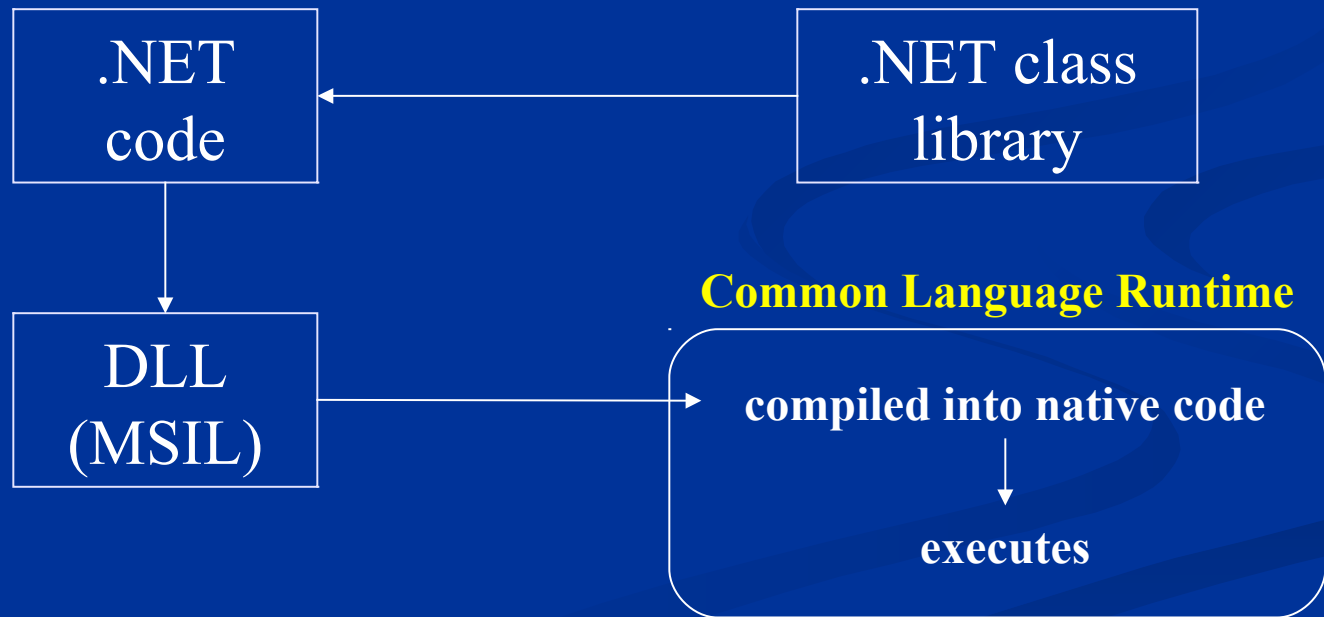 .NET
code
.NET class
library
Common Language Runtime
DLL
(MSIL)
compiled into native code
executes